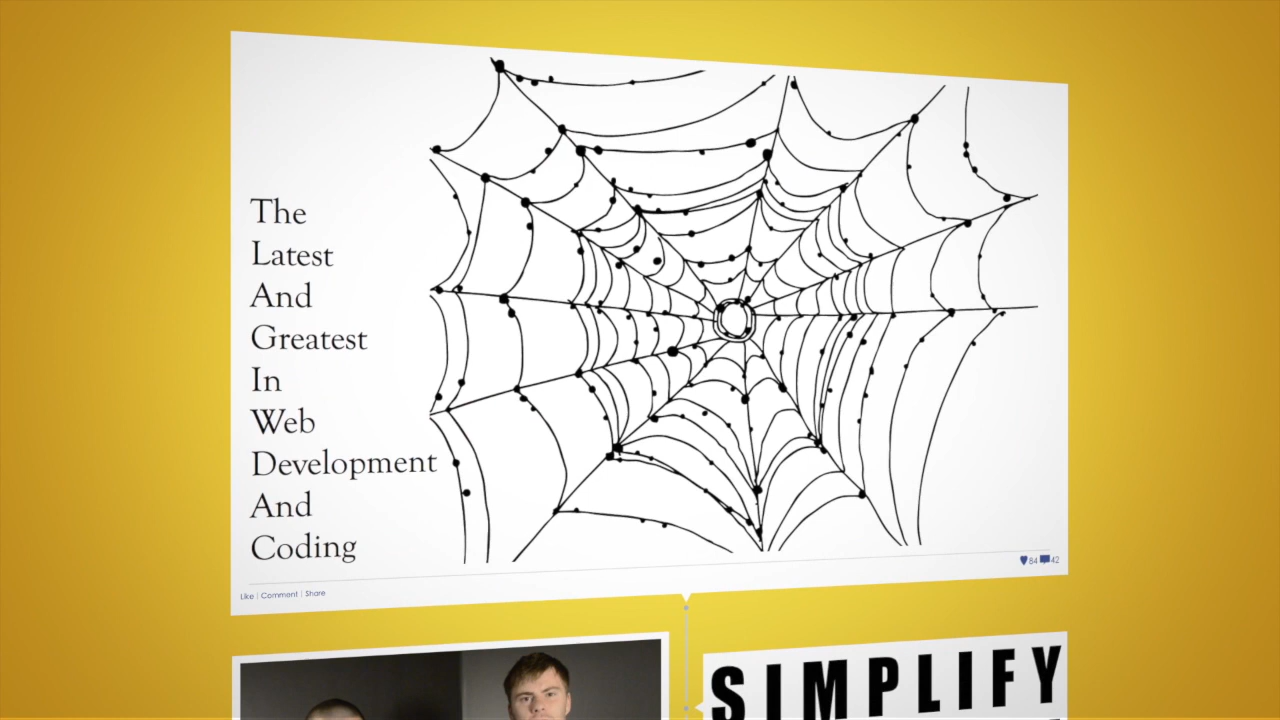 The
Latest
And
Greatest
In
Web
Development
And
Coding
84 42
Like | Comment | Share
SIMPLIFY